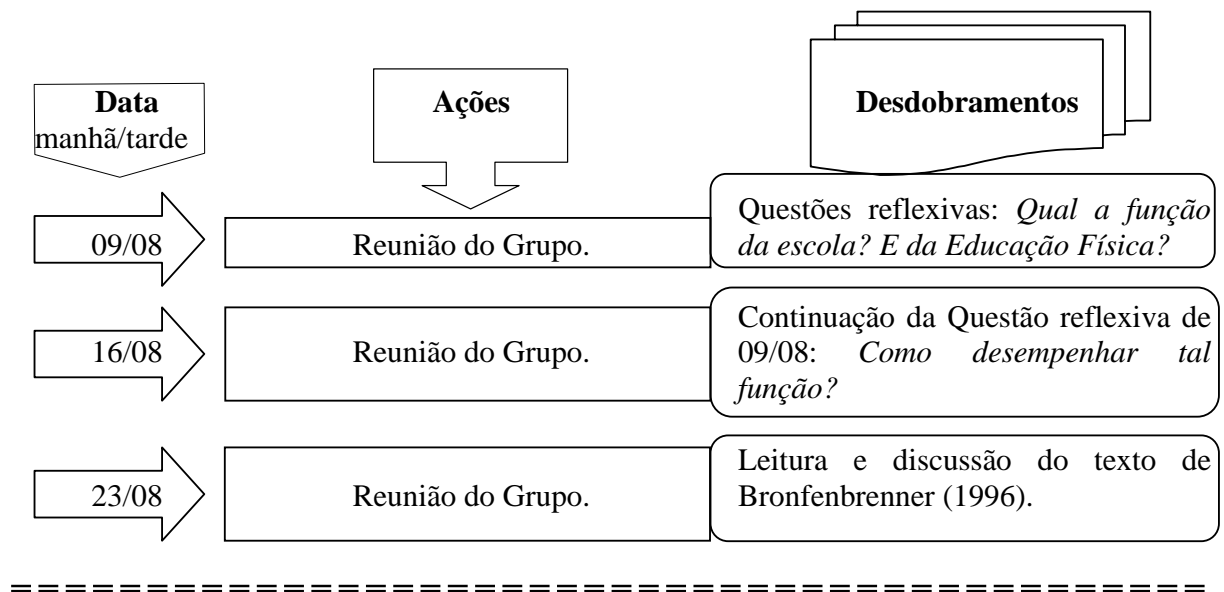 Data
manhã/tarde
Ações
Desdobramentos
09/08
Reunião do Grupo.
Questões reflexivas: Qual a função
da escola? E da Educação Física?
16/08
Reunião do Grupo.
Continuação da Questão reflexiva de
09/08: Como desempenhar tal
função?
23/08
Reunião do Grupo.
Leitura e discussão do texto de
Bronfenbrenner (1996).